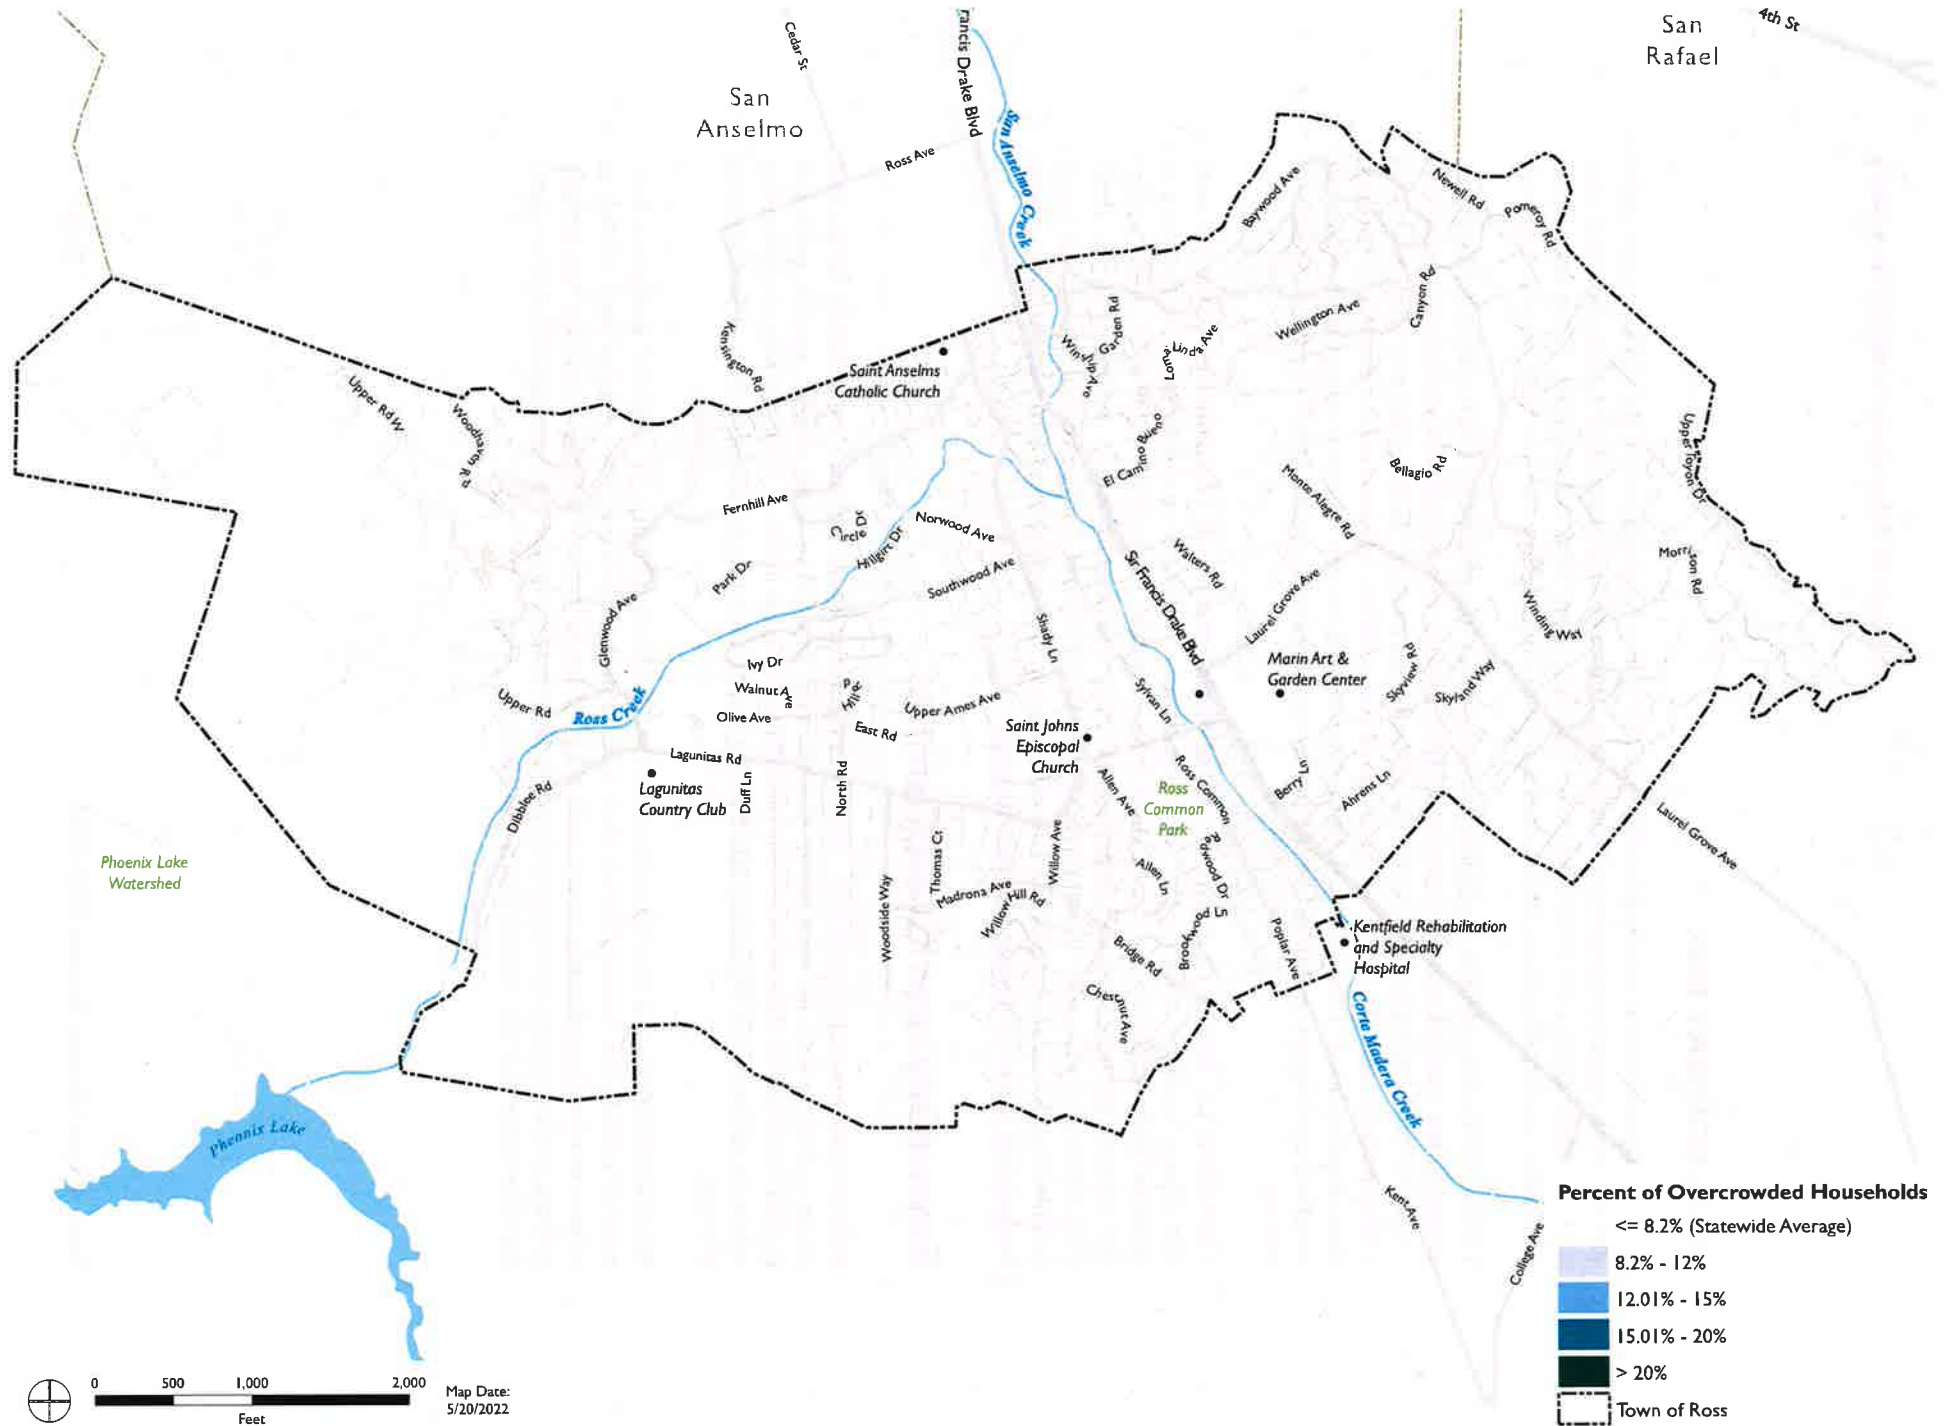 San
Rafael
4th St
Cedar St
rancis Drake Blvd
San
Anselmo
San Anselmo Creek
Ross Ave
Baywood Ave
Newell Rd
Pomeroy Rd
Canyon Rd
Wellington Ave
Garden Rd
Winship Ave
Loma Linda Ave
Kensington Rd
Saint Anselms
Catholic Church
Upper Rd W
Woodhaven Rd
El Camino Bueno
Bellagio Rd
Upper Toyon Dr
Monte Alegre Rd
Fernhill Ave
Circle Dr
Hillgirt Dr
Norwood Ave
Southwood Ave
Park Dr
Walters Rd
Sir Francis Drake Blvd
Laurel Grove Ave
Morrison Rd
Winding Way
Glenwood Ave
Shady Ln
Ivy Dr
Walnut Ave
Olive Ave
Hill Rd
East Rd
Upper Ames Ave
Upper Rd
Ross Creek
Sylvan Ln
Marin Art &
Garden Center
Skyview Rd
Skyland Way
Saint Johns
Episcopal
Church
Lagunitas Rd
Lagunitas
Country Club
Duff Ln
North Rd
Dibblee Rd
Allen Ave
Ross Common
Ross
Common
Park
Berry Ln
Ahrens Ln
Laurel Grove Ave
Phoenix Lake
Watershed
Thomas Ct
Willow Ave
Allen Ln
Redwood Dr
Madrona Ave
Willow Hill Rd
Woodside Way
Brookwood Ln
Bridge Rd
Poplar Ave
Kentfield Rehabilitation
and Specialty
Hospital
Chestnut Ave
Corte Madera Creek
Phoenix Lake
Kent Ave
College Ave
Percent of Overcrowded Households
<= 8.2% (Statewide Average)
8.2% - 12%
12.01% - 15%
15.01% - 20%
> 20%
Town of Ross
0 500 1,000 2,000
Feet
Map Date:
5/20/2022